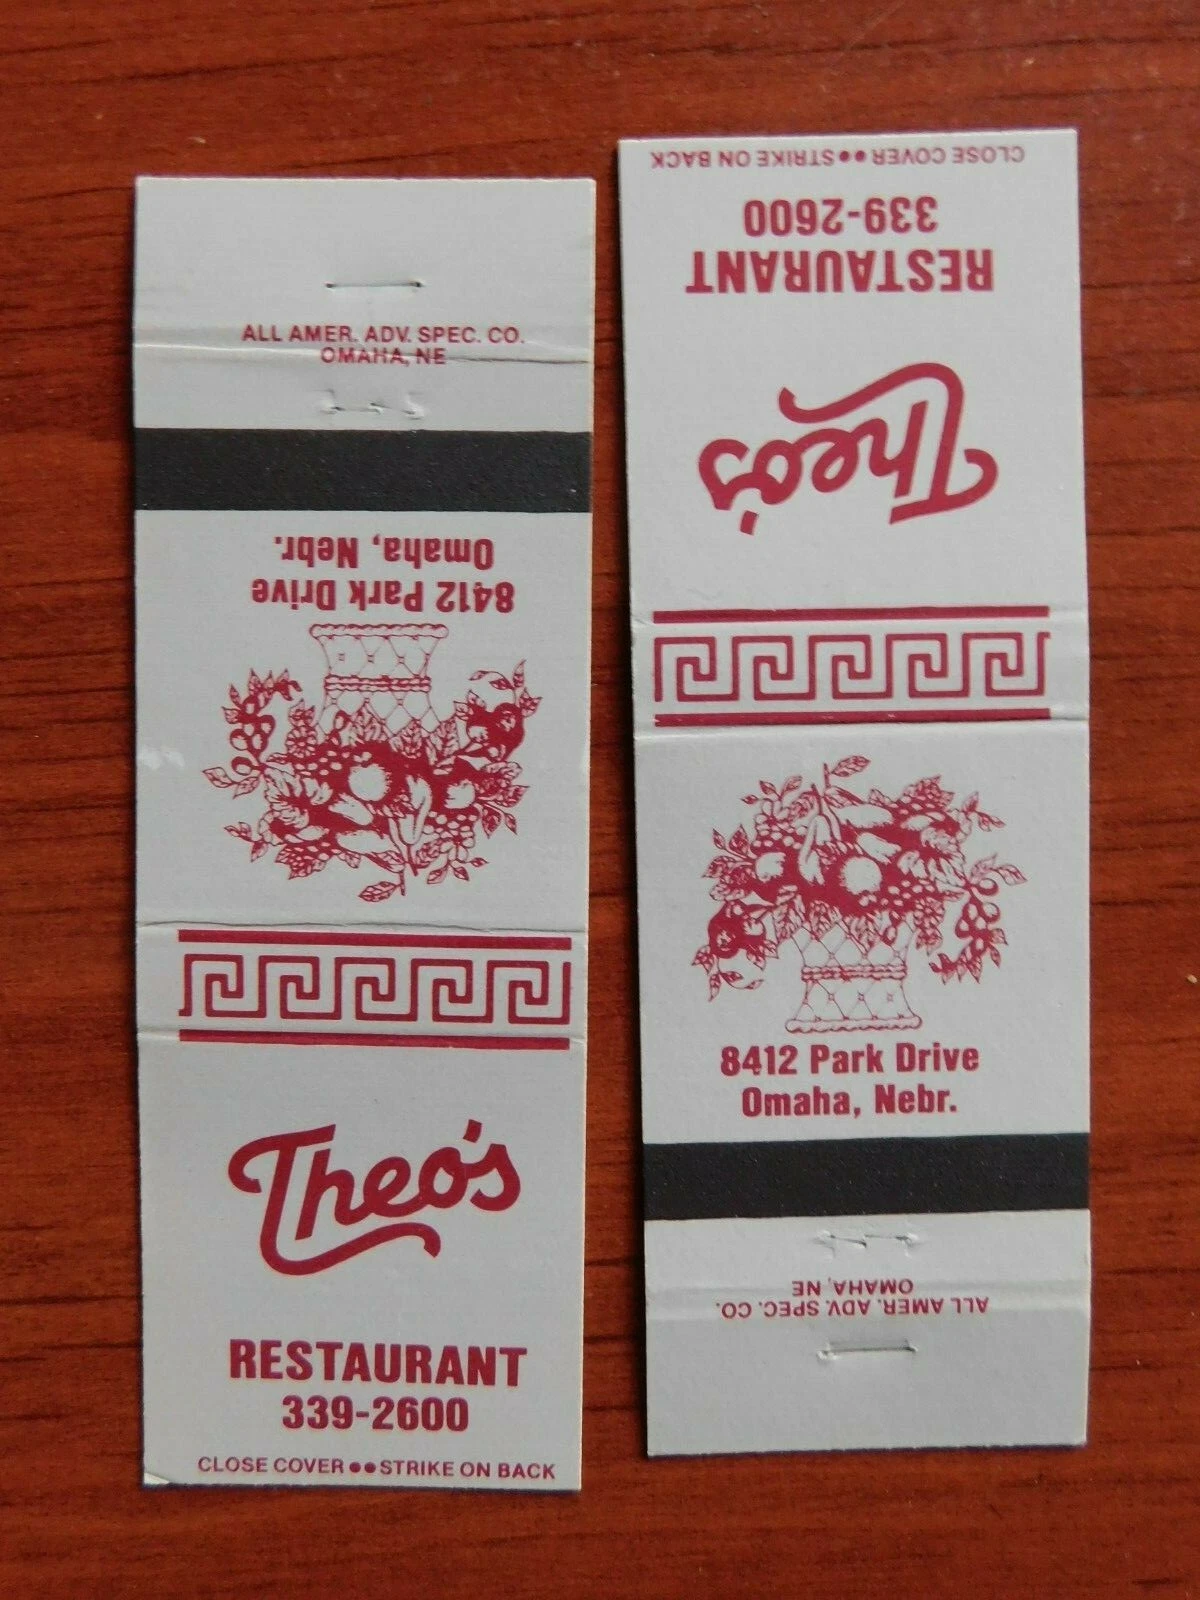 ALL AMER. ADV. SPEC. CO.
OMAHA, NE
8412 Park Drive
Omaha, Nebr.
Theo's
RESTAURANT
339-2600
CLOSE COVER ●● STRIKE ON BACK
CLOSE COVER ●● STRIKE ON BACK
339-2600
RESTAURANT
Theo's
8412 Park Drive
Omaha, Nebr.
ALL AMER. ADV. SPEC. CO.
OMAHA, NE